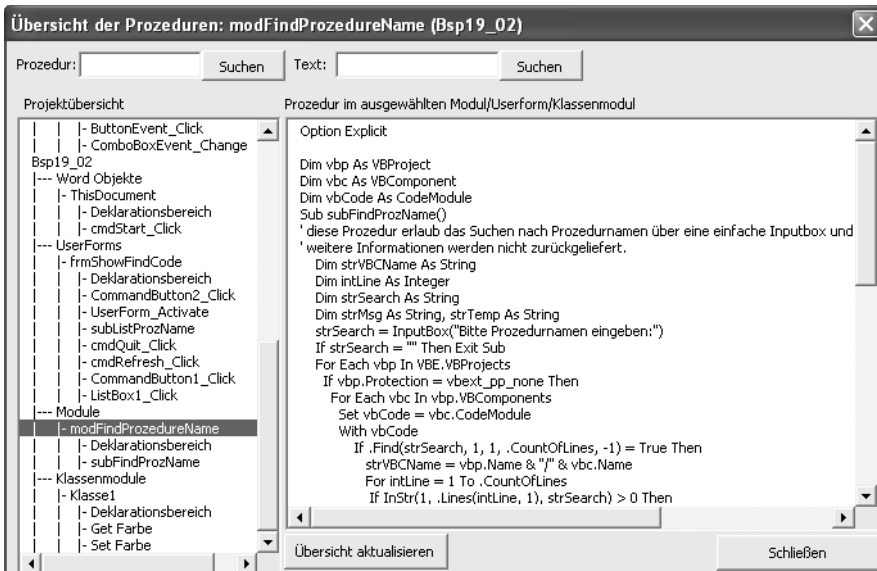 Übersicht der Prozeduren: modFindProzedureName (Bsp19_02)
Prozedur: Suchen Text: Suchen
Projektübersicht
| | |- ButtonEvent_Click
| | |- ComboBoxEvent_Change
Bsp19_02
|--- Word Objekte
| |- ThisDocument
| | |- Deklarationsbereich
| | |- cmdStart_Click
|--- UserForms
| |- frmShowFindCode
| | |- Deklarationsbereich
| | |- CommandButton2_Click
| | |- UserForm_Activate
| | |- subListProzName
| | |- cmdQuit_Click
| | |- cmdRefresh_Click
| | |- CommandButton1_Click
| | |- ListBox1_Click
|--- Module
| |- modFindProzedureName
| | |- Deklarationsbereich
| | |- subFindProzName
|--- Klassenmodule
| |- Klasse1
| | |- Deklarationsbereich
| | |- Get Farbe
| | |- Set Farbe
Prozedur im ausgewählten Modul/Userform/Klassenmodul
Option Explicit
Dim vbp As VBProject
Dim vbc As VBComponent
Dim vbCode As CodeModule
Sub subFindProzName()
' diese Prozedur erlaub das Suchen nach Prozedurnamen über eine einfache Inputbox und
' weitere Informationen werden nicht zurückgeliefert.
Dim strVBCName As String
Dim intLine As Integer
Dim strSearch As String
Dim strMsg As String, strTemp As String
strSearch = InputBox("Bitte Prozedurnamen eingeben:")
If strSearch = "" Then Exit Sub
For Each vbp In VBE.VBProjects
If vbp.Protection = vbext_pp_none Then
For Each vbc In vbp.VBComponents
Set vbCode = vbc.CodeModule
With vbCode
If .Find(strSearch, 1, 1, .CountOfLines, -1) = True Then
strVBCName = vbp.Name & "/" & vbc.Name
For intLine = 1 To .CountOfLines
If InStr(1, .Lines(intLine, 1), strSearch) > 0 Then
Übersicht aktualisieren
Schließen